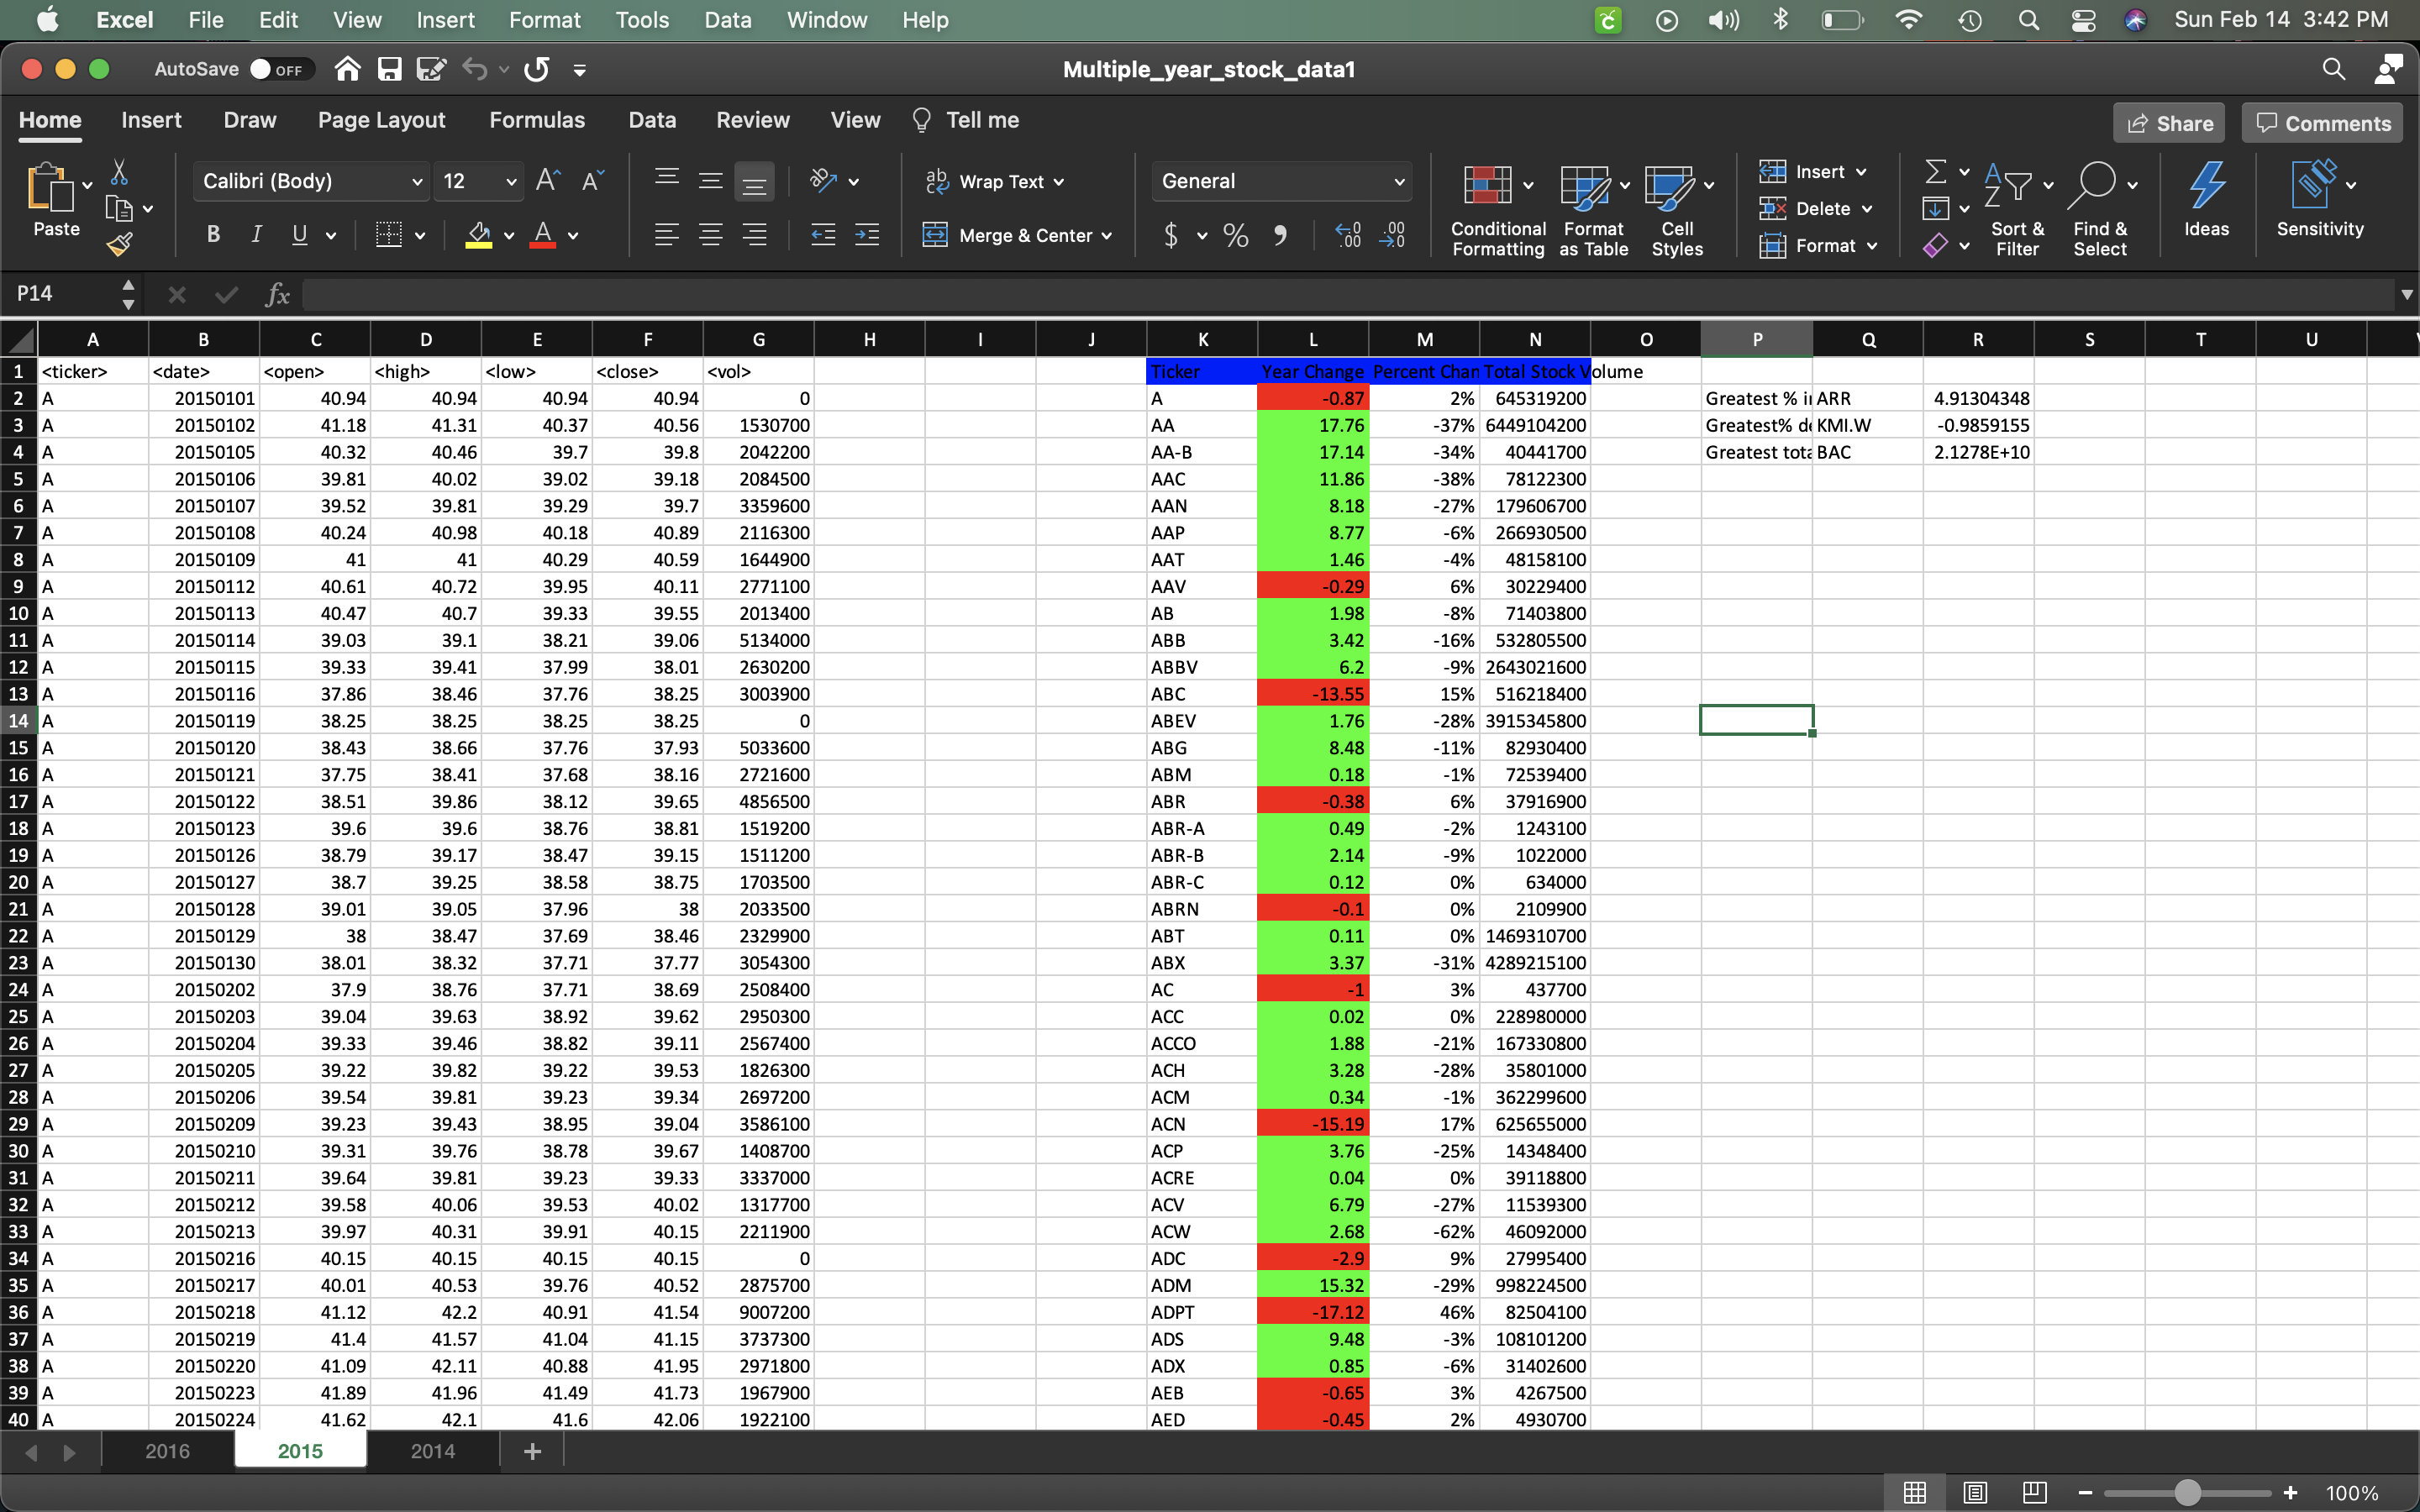 Excel File Edit View Insert Format Tools Data Window Help Sun Feb 14 3:42 PM
AutoSave OFF Multiple_year_stock_data1
Home Insert Draw Page Layout Formulas Data Review View Tell me Share Comments
Paste Calibri (Body) 12 Wrap Text General Conditional Formatting Format as Table Cell Styles Insert Delete Format Sort & Filter Find & Select Ideas Sensitivity
B I U A Merge & Center $ % 
P14 fx
A B C D E F G H I J K L M N O P Q R S T U
1 <ticker> <date> <open> <high> <low> <close> <vol> Ticker Year Change Percent Chan Total Stock Volume
2 A 20150101 40.94 40.94 40.94 40.94 0 A -0.87 2% 645319200 Greatest % in ARR 4.91304348
3 A 20150102 41.18 41.31 40.37 40.56 1530700 AA 17.76 -37% 6449104200 Greatest% de KMI.W -0.9859155
4 A 20150105 40.32 40.46 39.7 39.8 2042200 AA-B 17.14 -34% 40441700 Greatest tota BAC 2.1278E+10
5 A 20150106 39.81 40.02 39.02 39.18 2084500 AAC 11.86 -38% 78122300
6 A 20150107 39.52 39.81 39.29 39.7 3359600 AAN 8.18 -27% 179606700
7 A 20150108 40.24 40.98 40.18 40.89 2116300 AAP 8.77 -6% 266930500
8 A 20150109 41 41 40.29 40.59 1644900 AAT 1.46 -4% 48158100
9 A 20150112 40.61 40.72 39.95 40.11 2771100 AAV -0.29 6% 30229400
10 A 20150113 40.47 40.7 39.33 39.55 2013400 AB 1.98 -8% 71403800
11 A 20150114 39.03 39.1 38.21 39.06 5134000 ABB 3.42 -16% 532805500
12 A 20150115 39.33 39.41 37.99 38.01 2630200 ABBV 6.2 -9% 2643021600
13 A 20150116 37.86 38.46 37.76 38.25 3003900 ABC -13.55 15% 516218400
14 A 20150119 38.25 38.25 38.25 38.25 0 ABEV 1.76 -28% 3915345800
15 A 20150120 38.43 38.66 37.76 37.93 5033600 ABG 8.48 -11% 82930400
16 A 20150121 37.75 38.41 37.68 38.16 2721600 ABM 0.18 -1% 72539400
17 A 20150122 38.51 39.86 38.12 39.65 4856500 ABR -0.38 6% 37916900
18 A 20150123 39.6 39.6 38.76 38.81 1519200 ABR-A 0.49 -2% 1243100
19 A 20150126 38.79 39.17 38.47 39.15 1511200 ABR-B 2.14 -9% 1022000
20 A 20150127 38.7 39.25 38.58 38.75 1703500 ABR-C 0.12 0% 634000
21 A 20150128 39.01 39.05 37.96 38 2033500 ABRN -0.1 0% 2109900
22 A 20150129 38 38.47 37.69 38.46 2329900 ABT 0.11 0% 1469310700
23 A 20150130 38.01 38.32 37.71 37.77 3054300 ABX 3.37 -31% 4289215100
24 A 20150202 37.9 38.76 37.71 38.69 2508400 AC -1 3% 437700
25 A 20150203 39.04 39.63 38.92 39.62 2950300 ACC 0.02 0% 228980000
26 A 20150204 39.33 39.46 38.82 39.11 2567400 ACCO 1.88 -21% 167330800
27 A 20150205 39.22 39.82 39.22 39.53 1826300 ACH 3.28 -28% 35801000
28 A 20150206 39.54 39.81 39.23 39.34 2697200 ACM 0.34 -1% 362299600
29 A 20150209 39.23 39.43 38.95 39.04 3586100 ACN -15.19 17% 625655000
30 A 20150210 39.31 39.76 38.78 39.67 1408700 ACP 3.76 -25% 14348400
31 A 20150211 39.64 39.81 39.23 39.33 3337000 ACRE 0.04 0% 39118800
32 A 20150212 39.58 40.06 39.53 40.02 1317700 ACV 6.79 -27% 11539300
33 A 20150213 39.97 40.31 39.91 40.15 2211900 ACW 2.68 -62% 46092000
34 A 20150216 40.15 40.15 40.15 40.15 0 ADC -2.9 9% 27995400
35 A 20150217 40.01 40.53 39.76 40.52 2875700 ADM 15.32 -29% 998224500
36 A 20150218 41.12 42.2 40.91 41.54 9007200 ADPT -17.12 46% 82504100
37 A 20150219 41.4 41.57 41.04 41.15 3737300 ADS 9.48 -3% 108101200
38 A 20150220 41.09 42.11 40.88 41.95 2971800 ADX 0.85 -6% 31402600
39 A 20150223 41.89 41.96 41.49 41.73 1967900 AEB -0.65 3% 4267500
40 A 20150224 41.62 42.1 41.6 42.06 1922100 AED -0.45 2% 4930700
2016 2015 2014 +
100%